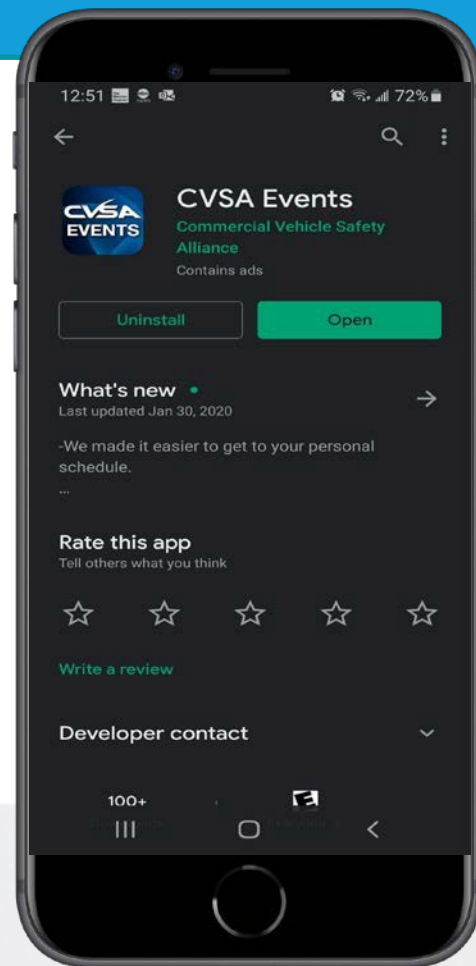 12:51
72%
CVSA
EVENTS
CVSA Events
Commercial Vehicle Safety
Alliance
Contains ads
Uninstall
Open
What's new
Last updated Jan 30, 2020
-We made it easier to get to your personal
schedule.
...
Rate this app
Tell others what you think
Write a review
Developer contact
100+
E